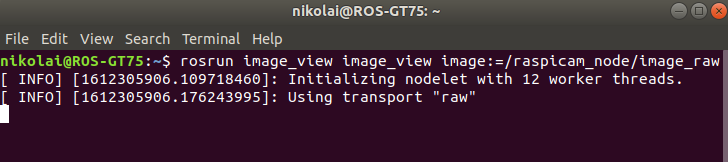 nikolai@ROS-GT75: ~
File Edit View Search Terminal Help
nikolai@ROS-GT75:~$ rosrun image_view image_view image:=/raspicam_node/image_raw
[ INFO] [1612305906.109718460]: Initializing nodelet with 12 worker threads.
[ INFO] [1612305906.176243995]: Using transport "raw"